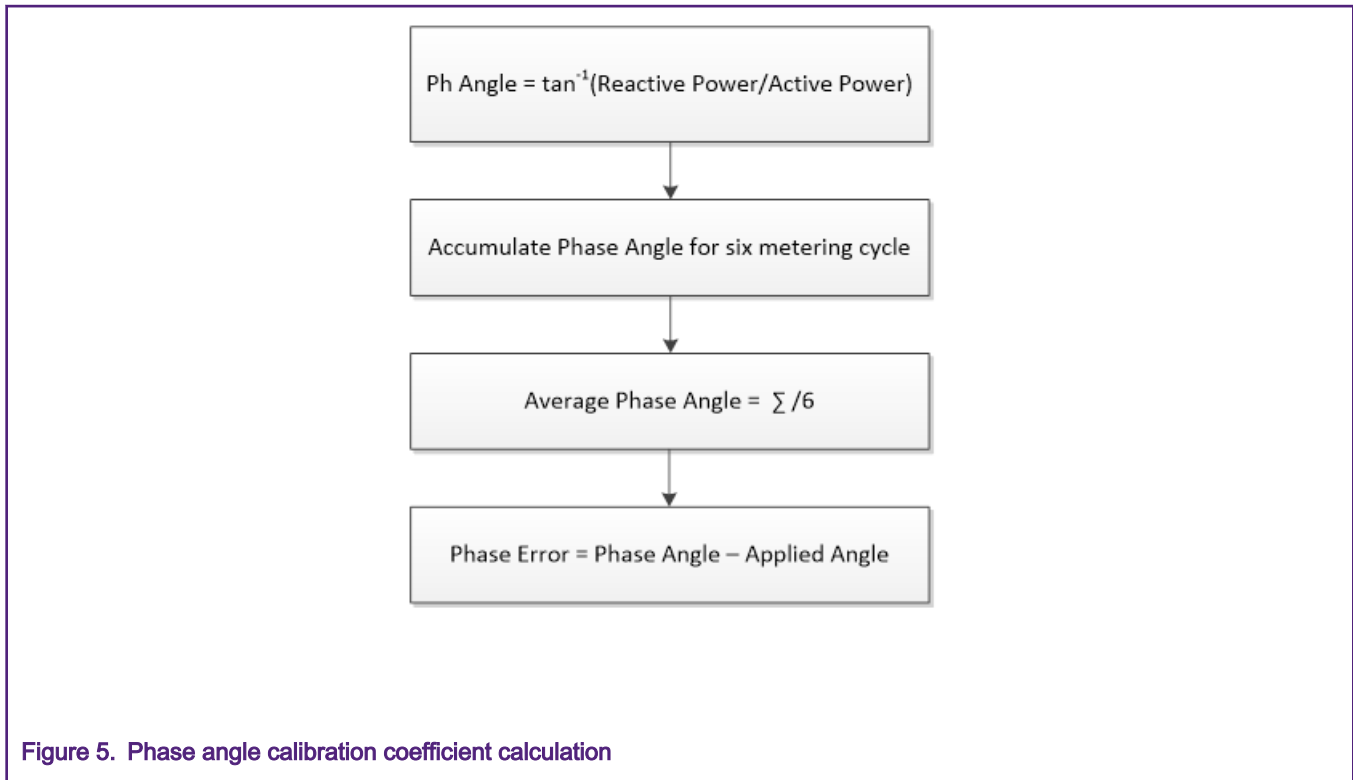 Ph Angle = tan⁻¹(Reactive Power/Active Power)
Accumulate Phase Angle for six metering cycle
Average Phase Angle = ∑ /6
Phase Error = Phase Angle – Applied Angle
Figure 5. Phase angle calibration coefficient calculation